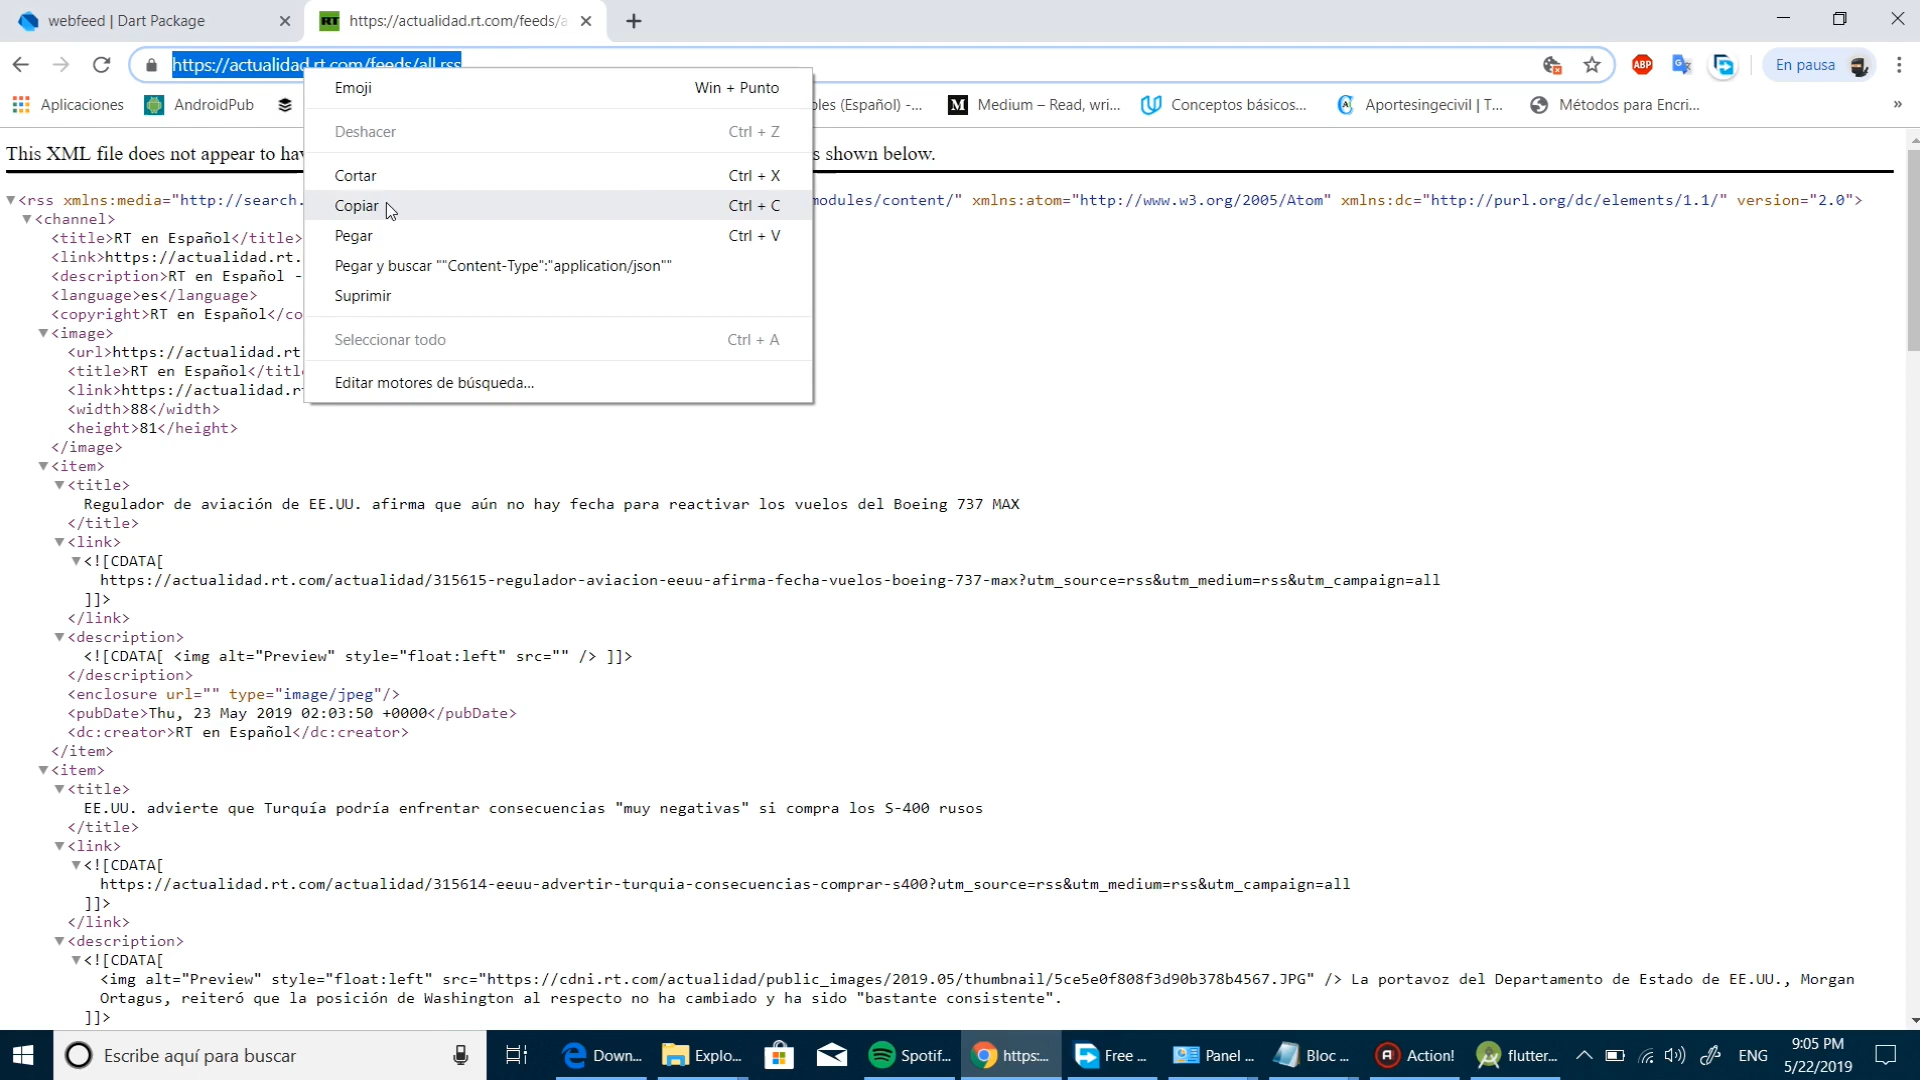 webfeed | Dart Package
RT https://actualidad.rt.com/feeds/a
https://actualidad.rt.com/feeds/all.rss
ABP
En pausa
Aplicaciones
AndroidPub
les (Español) -...
M Medium – Read, wri...
Conceptos básicos...
Aportesingecivil | T...
Métodos para Encri...
»
Emoji Win + Punto
Deshacer Ctrl + Z
Cortar Ctrl + X
Copiar Ctrl + C
Pegar Ctrl + V
Pegar y buscar ""Content-Type":"application/json""
Suprimir
Seleccionar todo Ctrl + A
Editar motores de búsqueda...
This XML file does not appear to hav s shown below.
<rss xmlns:media="http://search. modules/content/" xmlns:atom="http://www.w3.org/2005/Atom" xmlns:dc="http://purl.org/dc/elements/1.1/" version="2.0">
<channel>
<title>RT en Español</title>
<link>https://actualidad.rt.
<description>RT en Español -
<language>es</language>
<copyright>RT en Español</co
<image>
<url>https://actualidad.rt
<title>RT en Español</titl
<link>https://actualidad.r
<width>88</width>
<height>81</height>
</image>
<item>
<title>
Regulador de aviación de EE.UU. afirma que aún no hay fecha para reactivar los vuelos del Boeing 737 MAX
</title>
<link>
<![CDATA[
https://actualidad.rt.com/actualidad/315615-regulador-aviacion-eeuu-afirma-fecha-vuelos-boeing-737-max?utm_source=rss&utm_medium=rss&utm_campaign=all
]]>
</link>
<description>
<![CDATA[ <img alt="Preview" style="float:left" src="" /> ]]>
</description>
<enclosure url="" type="image/jpeg"/>
<pubDate>Thu, 23 May 2019 02:03:50 +0000</pubDate>
<dc:creator>RT en Español</dc:creator>
</item>
<item>
<title>
EE.UU. advierte que Turquía podría enfrentar consecuencias "muy negativas" si compra los S-400 rusos
</title>
<link>
<![CDATA[
https://actualidad.rt.com/actualidad/315614-eeuu-advertir-turquia-consecuencias-comprar-s400?utm_source=rss&utm_medium=rss&utm_campaign=all
]]>
</link>
<description>
<![CDATA[
<img alt="Preview" style="float:left" src="https://cdni.rt.com/actualidad/public_images/2019.05/thumbnail/5ce5e0f808f3d90b378b4567.JPG" /> La portavoz del Departamento de Estado de EE.UU., Morgan
Ortagus, reiteró que la posición de Washington al respecto no ha cambiado y ha sido "bastante consistente".
]]>
Escribe aquí para buscar
Down...
Explo...
Spotif...
https:...
Free ...
Panel ...
Bloc ...
Action!
flutter...
ENG
9:05 PM
5/22/2019